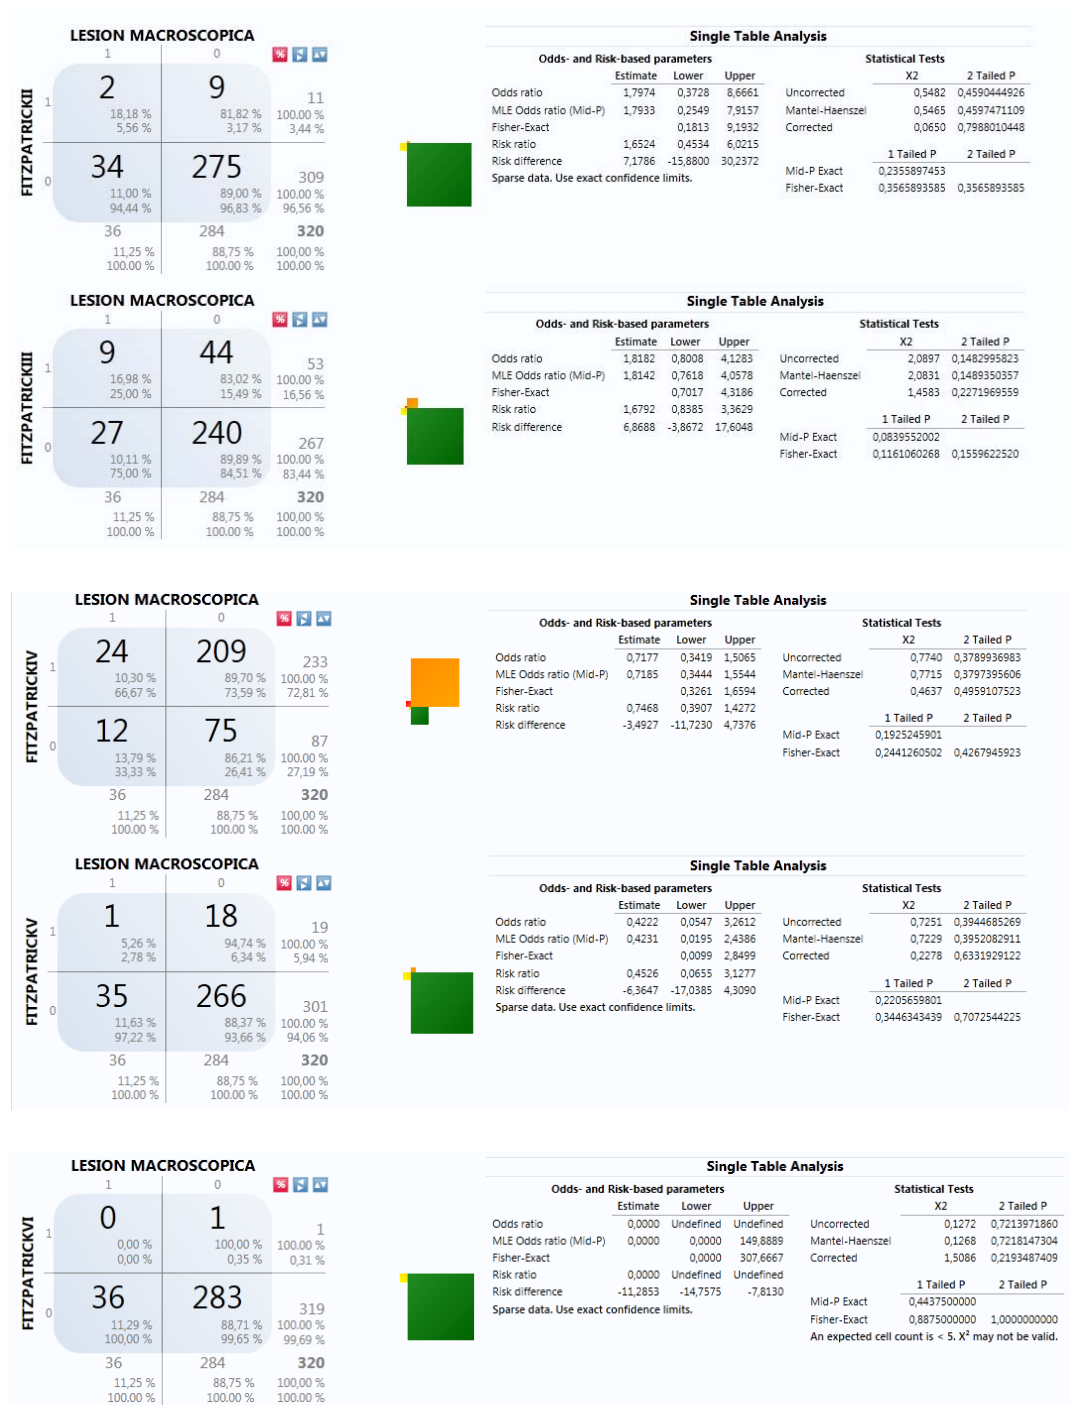 LESION MACROSCOPICA
1 0 %
FITZPATRICKII
1 2 9 11
18,18 % 81,82 % 100.00 %
5,56 % 3,17 % 3,44 %
0 34 275 309
11,00 % 89,00 % 100.00 %
94,44 % 96,83 % 96,56 %
36 284 320
11,25 % 88,75 % 100,00 %
100.00 % 100.00 % 100.00 %
Single Table Analysis
Odds- and Risk-based parameters Statistical Tests
Estimate Lower Upper X2 2 Tailed P
Odds ratio 1,7974 0,3728 8,6661 Uncorrected 0,5482 0,4590444926
MLE Odds ratio (Mid-P) 1,7933 0,2549 7,9157 Mantel-Haenszel 0,5465 0,4597471109
Fisher-Exact 0,1813 9,1932 Corrected 0,0650 0,7988010448
Risk ratio 1,6524 0,4534 6,0215 1 Tailed P 2 Tailed P
Risk difference 7,1786 -15,8800 30,2372 Mid-P Exact 0,2355897453
Sparse data. Use exact confidence limits. Fisher-Exact 0,3565893585 0,3565893585
LESION MACROSCOPICA
1 0 %
FITZPATRICKIII
1 9 44 53
16,98 % 83,02 % 100.00 %
25,00 % 15,49 % 16,56 %
0 27 240 267
10,11 % 89,89 % 100.00 %
75,00 % 84,51 % 83,44 %
36 284 320
11,25 % 88,75 % 100,00 %
100.00 % 100.00 % 100.00 %
Single Table Analysis
Odds- and Risk-based parameters Statistical Tests
Estimate Lower Upper X2 2 Tailed P
Odds ratio 1,8182 0,8008 4,1283 Uncorrected 2,0897 0,1482995823
MLE Odds ratio (Mid-P) 1,8142 0,7618 4,0578 Mantel-Haenszel 2,0831 0,1489350357
Fisher-Exact 0,7017 4,3186 Corrected 1,4583 0,2271969559
Risk ratio 1,6792 0,8385 3,3629 1 Tailed P 2 Tailed P
Risk difference 6,8688 -3,8672 17,6048 Mid-P Exact 0,0839552002
Fisher-Exact 0,1161060268 0,1559622520
LESION MACROSCOPICA
1 0 %
FITZPATRICKIV
1 24 209 233
10,30 % 89,70 % 100.00 %
66,67 % 73,59 % 72,81 %
0 12 75 87
13,79 % 86,21 % 100.00 %
33,33 % 26,41 % 27,19 %
36 284 320
11,25 % 88,75 % 100,00 %
100.00 % 100.00 % 100.00 %
Single Table Analysis
Odds- and Risk-based parameters Statistical Tests
Estimate Lower Upper X2 2 Tailed P
Odds ratio 0,7177 0,3419 1,5065 Uncorrected 0,7740 0,3789936983
MLE Odds ratio (Mid-P) 0,7185 0,3444 1,5544 Mantel-Haenszel 0,7715 0,3797395606
Fisher-Exact 0,3261 1,6594 Corrected 0,4637 0,4959107523
Risk ratio 0,7468 0,3907 1,4272 1 Tailed P 2 Tailed P
Risk difference -3,4927 -11,7230 4,7376 Mid-P Exact 0,1925245901
Fisher-Exact 0,2441260502 0,4267945923
LESION MACROSCOPICA
1 0 %
FITZPATRICKV
1 1 18 19
5,26 % 94,74 % 100.00 %
2,78 % 6,34 % 5,94 %
0 35 266 301
11,63 % 88,37 % 100.00 %
97,22 % 93,66 % 94,06 %
36 284 320
11,25 % 88,75 % 100,00 %
100.00 % 100.00 % 100.00 %
Single Table Analysis
Odds- and Risk-based parameters Statistical Tests
Estimate Lower Upper X2 2 Tailed P
Odds ratio 0,4222 0,0547 3,2612 Uncorrected 0,7251 0,3944685269
MLE Odds ratio (Mid-P) 0,4231 0,0195 2,4386 Mantel-Haenszel 0,7229 0,3952082911
Fisher-Exact 0,0099 2,8499 Corrected 0,2278 0,6331929122
Risk ratio 0,4526 0,0655 3,1277 1 Tailed P 2 Tailed P
Risk difference -6,3647 -17,0385 4,3090 Mid-P Exact 0,2205659801
Sparse data. Use exact confidence limits. Fisher-Exact 0,3446343439 0,7072544225
LESION MACROSCOPICA
1 0 %
FITZPATRICKVI
1 0 1 1
0,00 % 100,00 % 100.00 %
0,00 % 0,35 % 0,31 %
0 36 283 319
11,29 % 88,71 % 100.00 %
100,00 % 99,65 % 99,69 %
36 284 320
11,25 % 88,75 % 100,00 %
100.00 % 100.00 % 100.00 %
Single Table Analysis
Odds- and Risk-based parameters Statistical Tests
Estimate Lower Upper X2 2 Tailed P
Odds ratio 0,0000 Undefined Undefined Uncorrected 0,1272 0,7213971860
MLE Odds ratio (Mid-P) 0,0000 0,0000 149,8889 Mantel-Haenszel 0,1268 0,7218147304
Fisher-Exact 0,0000 307,6667 Corrected 1,5086 0,2193487409
Risk ratio 0,0000 Undefined Undefined 1 Tailed P 2 Tailed P
Risk difference -11,2853 -14,7575 -7,8130 Mid-P Exact 0,4437500000
Sparse data. Use exact confidence limits. Fisher-Exact 0,8875000000 1,0000000000
An expected cell count is < 5. X² may not be valid.